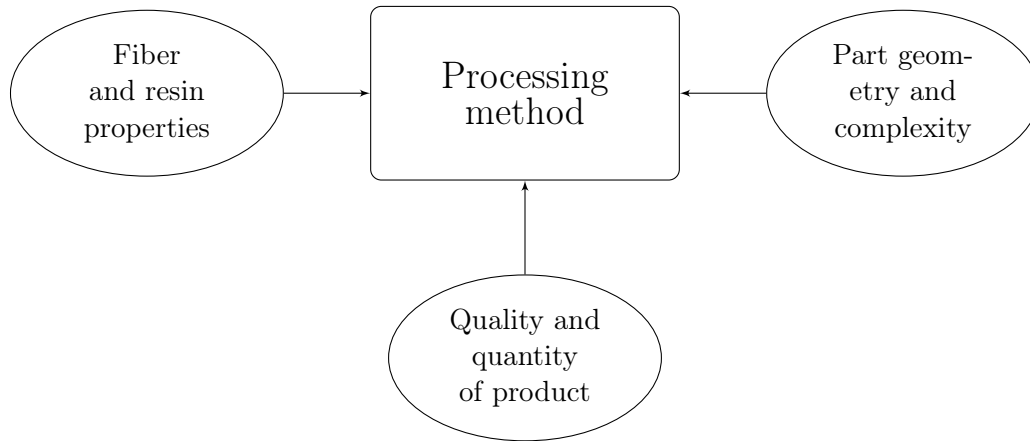 Fiber
and resin
properties
Processing
method
Part geom-
etry and
complexity
Quality and
quantity
of product